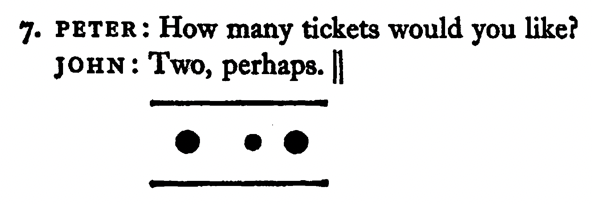 7. PETER: How many tickets would you like?
JOHN: Two, perhaps. ||